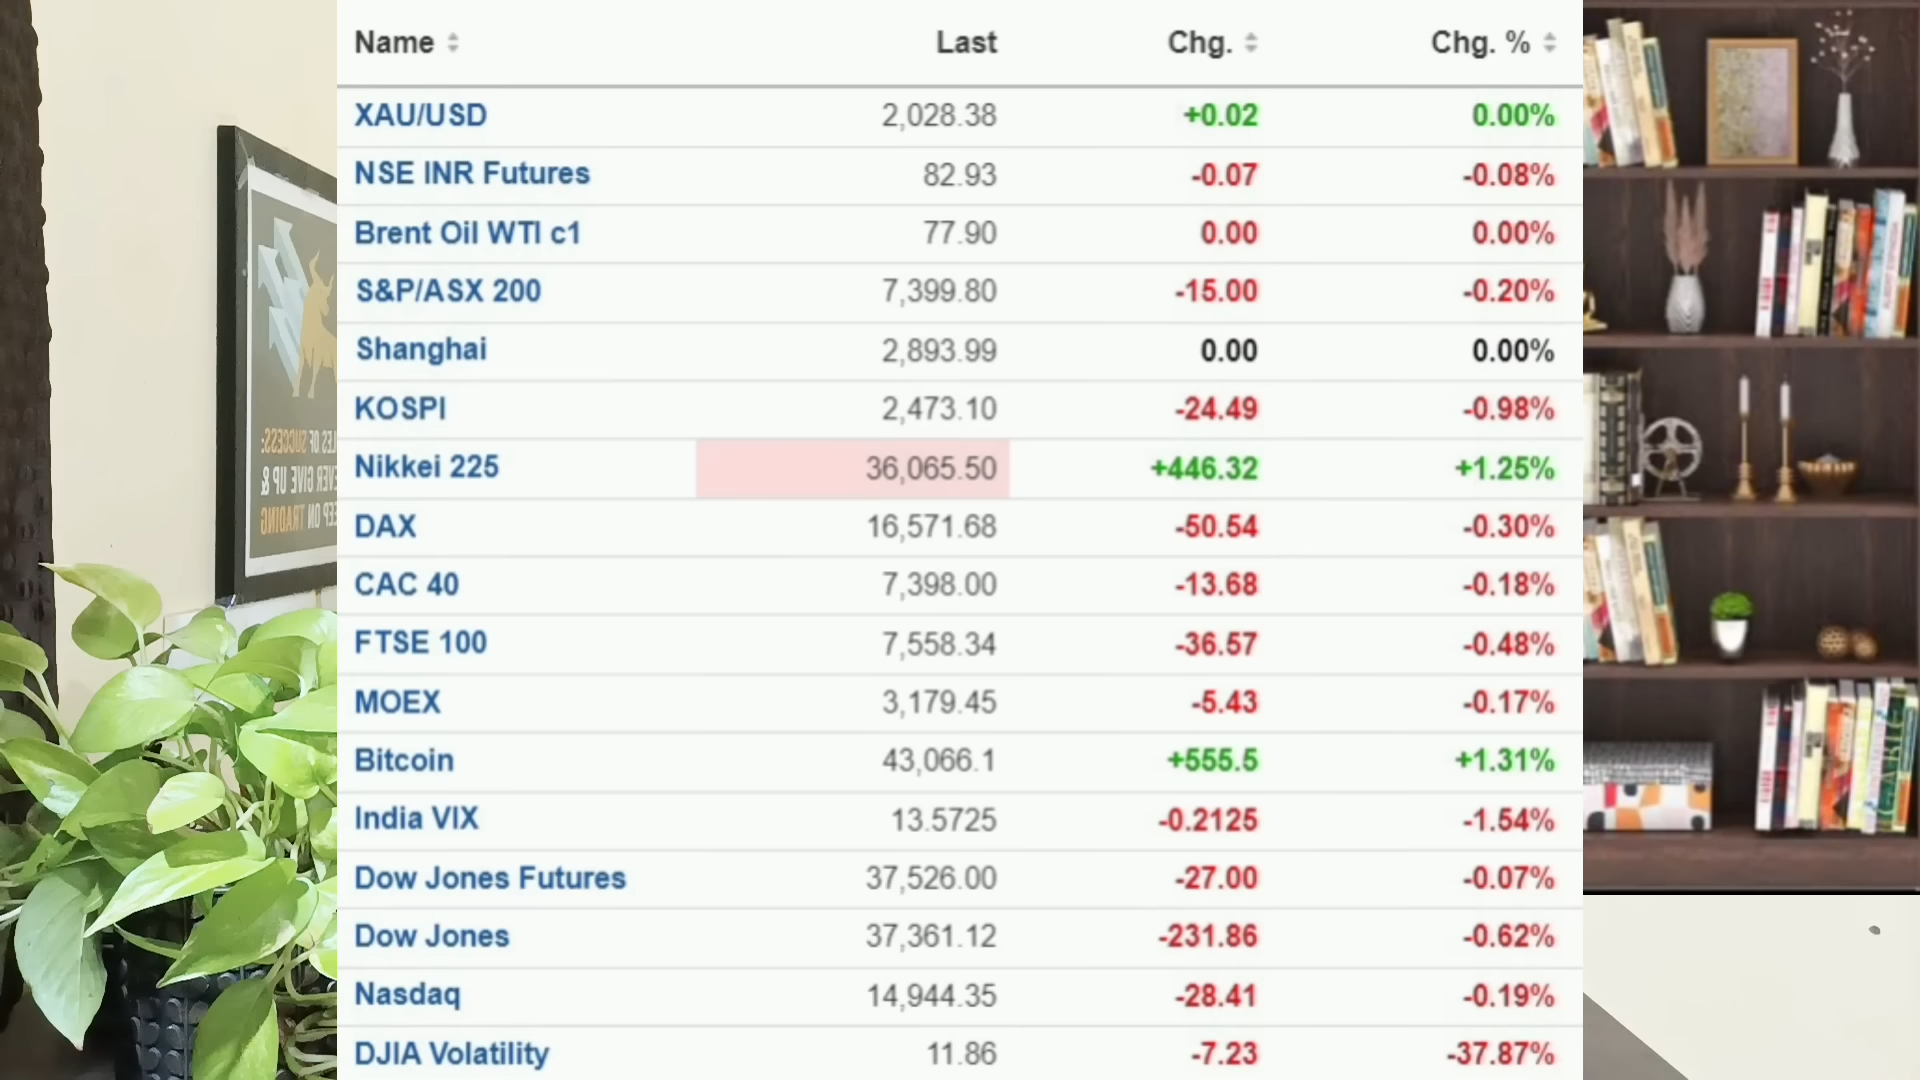 Name Last Chg. Chg. %
XAU/USD 2,028.38 +0.02 0.00%
NSE INR Futures 82.93 -0.07 -0.08%
Brent Oil WTI c1 77.90 0.00 0.00%
S&P/ASX 200 7,399.80 -15.00 -0.20%
Shanghai 2,893.99 0.00 0.00%
KOSPI 2,473.10 -24.49 -0.98%
Nikkei 225 36,065.50 +446.32 +1.25%
DAX 16,571.68 -50.54 -0.30%
CAC 40 7,398.00 -13.68 -0.18%
FTSE 100 7,558.34 -36.57 -0.48%
MOEX 3,179.45 -5.43 -0.17%
Bitcoin 43,066.1 +555.5 +1.31%
India VIX 13.5725 -0.2125 -1.54%
Dow Jones Futures 37,526.00 -27.00 -0.07%
Dow Jones 37,361.12 -231.86 -0.62%
Nasdaq 14,944.35 -28.41 -0.19%
DJIA Volatility 11.86 -7.23 -37.87%
OF SUCCESS:
GIVE UP &
ON TRADING